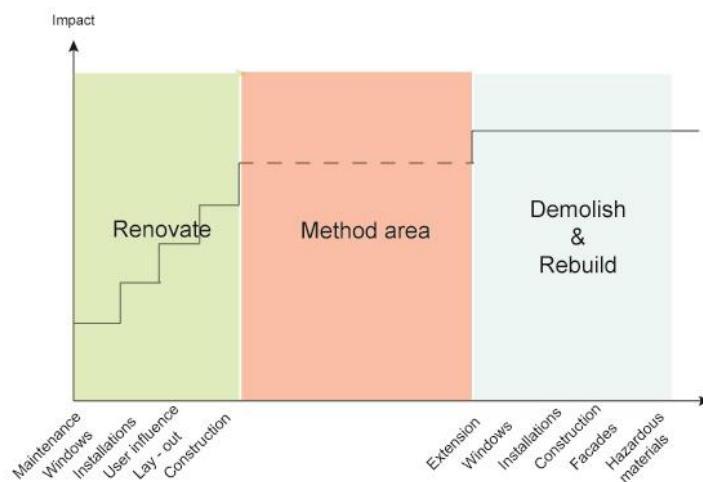 Impact
Renovate
Method area
Demolish
&
Rebuild
Maintenance
Windows
Installations
User influence
Lay - out
Construction
Extension
Windows
Installations
Construction
Facades
Hazardous
materials